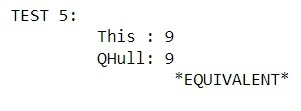 TEST 5:
This : 9
QHull: 9
*EQUIVALENT*